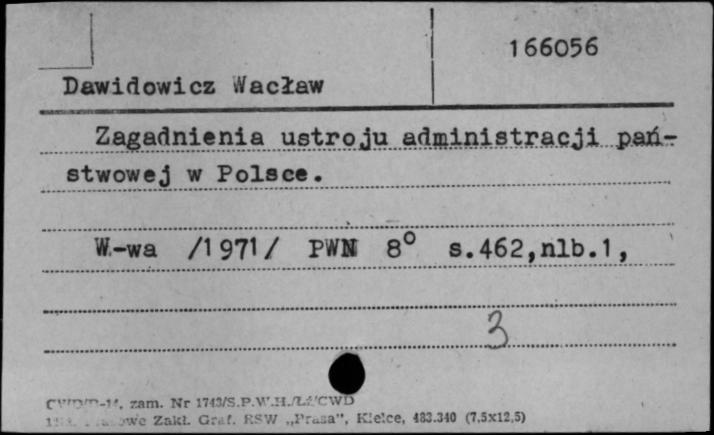 166056
Dawidowicz Wacław
Zagadnienia ustroju administracji pań-
stwowej w Polsce.
W.-wa /1971/ PWN 8° s.462,nlb.1,
3
zam. Nr 1743/S.P.W.H./Łź/CWD
Zakł. Graf. RSW „Prasa”, Kielce, 483.340 (7,5x12,5)